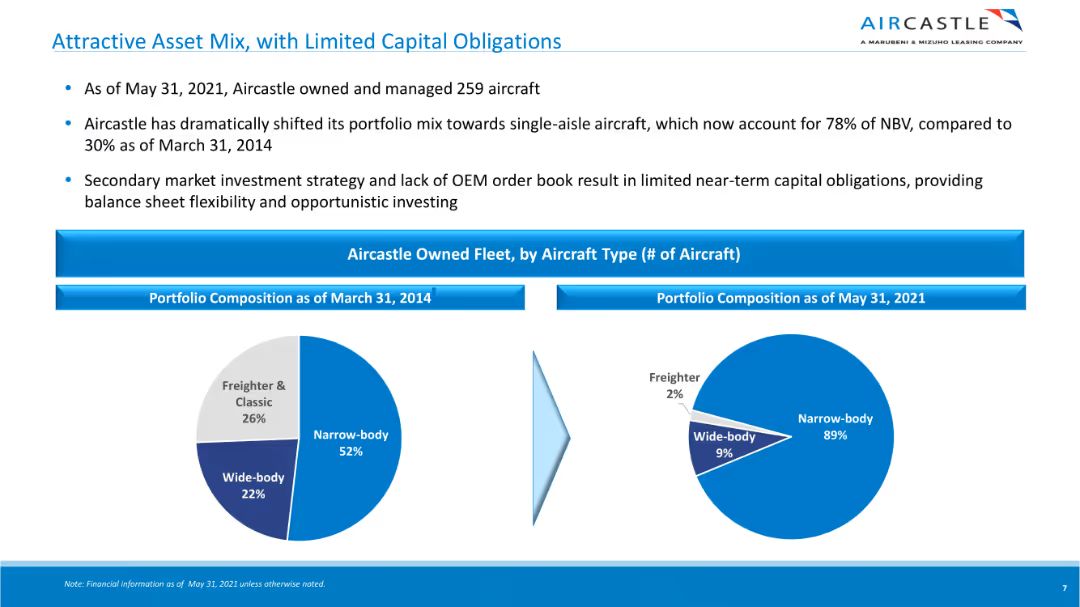 AIRCASTLE
A MARUBENI & MIZUHO LEASING COMPANY
Attractive Asset Mix, with Limited Capital Obligations
• As of May 31, 2021, Aircastle owned and managed 259 aircraft
• Aircastle has dramatically shifted its portfolio mix towards single-aisle aircraft, which now account for 78% of NBV, compared to
30% as of March 31, 2014
• Secondary market investment strategy and lack of OEM order book result in limited near-term capital obligations, providing
balance sheet flexibility and opportunistic investing
Aircastle Owned Fleet, by Aircraft Type (# of Aircraft)
Portfolio Composition as of March 31, 2014
Freighter &
Classic
26%
Narrow-body
52%
Wide-body
22%
Portfolio Composition as of May 31, 2021
Freighter
2%
Narrow-body
89%
Wide-body
9%
Note: Financial information as of May 31, 2021 unless otherwise noted.
7